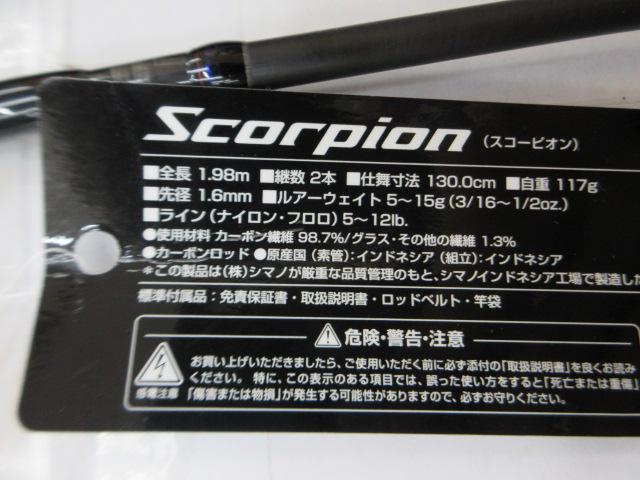 Scorpion (スコーピオン)
■全長 1.98m ■継数 2本 ■仕舞寸法 130.0cm ■自重 117g
■先径 1.6mm ■ルアーウェイト 5〜15g (3/16〜1/2oz.)
■ライン (ナイロン・フロロ) 5〜12lb.
●使用材料 カーボン繊維 98.7%/グラス・その他の繊維 1.3%
●カーボンロッド ●原産国 (素管):インドネシア (組立):インドネシア
*この製品は(株)シマノが厳重な品質管理のもと、シマノインドネシア工場で製造した
標準付属品:免責保証書・取扱説明書・ロッドベルト・竿袋
危険・警告・注意
お買い上げいただきましたら、ご使用いただく前に必ず添付の「取扱説明書」を良くお読み
ください。特に、この表示のある項目では、誤った使い方をすると「死亡または重傷」
「傷害または物損」が発生する可能性がありますので、必ずお守りください。
感電注意